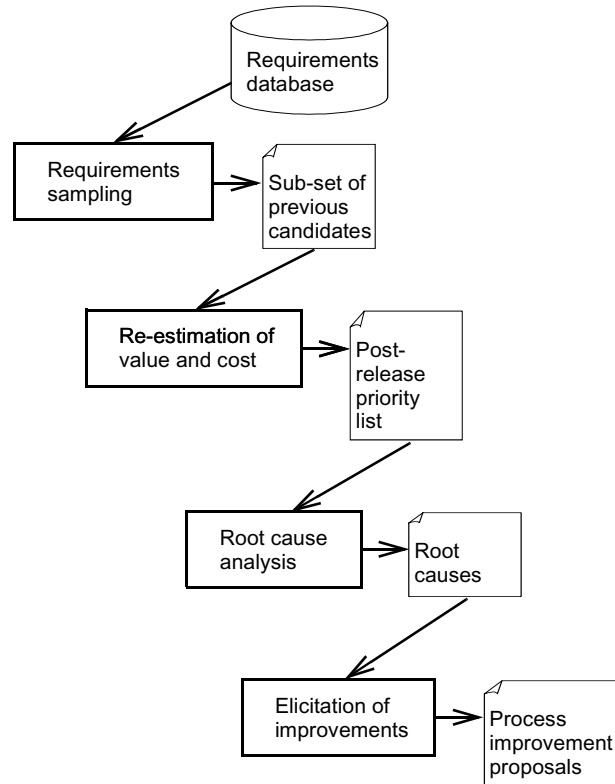 Requirements
database
Requirements
sampling
Sub-set of
previous
candidates
Re-estimation of
value and cost
Post-
release
priority
list
Root cause
analysis
Root
causes
Elicitation of
improvements
Process
improvement
proposals